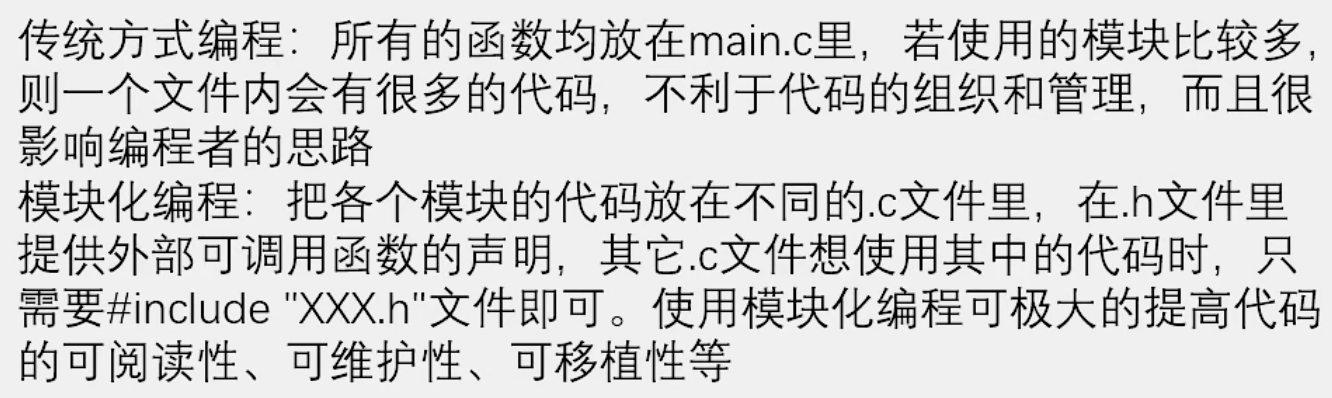 传统方式编程：所有的函数均放在main.c里，若使用的模块比较多，
则一个文件内会有很多的代码，不利于代码的组织和管理，而且很
影响编程者的思路
模块化编程：把各个模块的代码放在不同的.c文件里，在.h文件里
提供外部可调用函数的声明，其它.c文件想使用其中的代码时，只
需要#include "XXX.h"文件即可。使用模块化编程可极大的提高代码
的可阅读性、可维护性、可移植性等